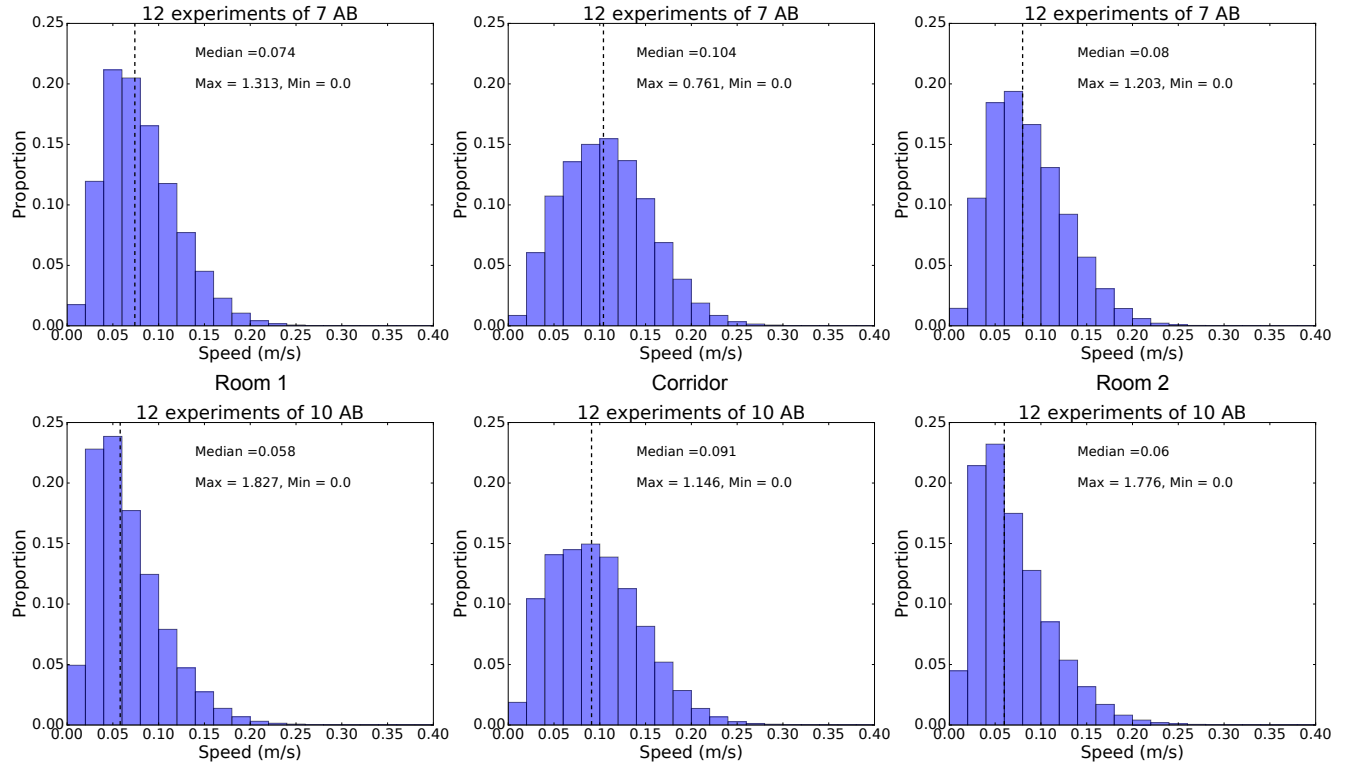 12 experiments of 7 AB
Median =0.074
Max = 1.313, Min = 0.0
Proportion
0.25
0.20
0.15
0.10
0.05
0.00
0.00 0.05 0.10 0.15 0.20 0.25 0.30 0.35 0.40
Speed (m/s)
12 experiments of 7 AB
Median =0.104
Max = 0.761, Min = 0.0
Proportion
0.25
0.20
0.15
0.10
0.05
0.00
0.00 0.05 0.10 0.15 0.20 0.25 0.30 0.35 0.40
Speed (m/s)
12 experiments of 7 AB
Median =0.08
Max = 1.203, Min = 0.0
Proportion
0.25
0.20
0.15
0.10
0.05
0.00
0.00 0.05 0.10 0.15 0.20 0.25 0.30 0.35 0.40
Speed (m/s)
Room 1
Corridor
Room 2
12 experiments of 10 AB
Median =0.058
Max = 1.827, Min = 0.0
Proportion
0.25
0.20
0.15
0.10
0.05
0.00
0.00 0.05 0.10 0.15 0.20 0.25 0.30 0.35 0.40
Speed (m/s)
12 experiments of 10 AB
Median =0.091
Max = 1.146, Min = 0.0
Proportion
0.25
0.20
0.15
0.10
0.05
0.00
0.00 0.05 0.10 0.15 0.20 0.25 0.30 0.35 0.40
Speed (m/s)
12 experiments of 10 AB
Median =0.06
Max = 1.776, Min = 0.0
Proportion
0.25
0.20
0.15
0.10
0.05
0.00
0.00 0.05 0.10 0.15 0.20 0.25 0.30 0.35 0.40
Speed (m/s)